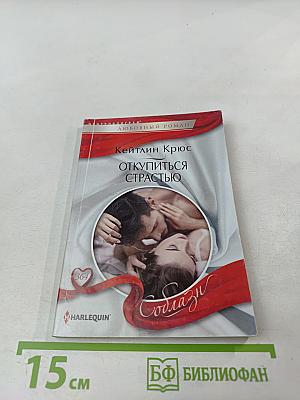 ЛЮБОВНЫЙ РОМАН
Кейтлин Крюс
ОТКУПИТЬСЯ
СТРАСТЬЮ
Соблазн
HARLEQUIN
15 см
БФ БИБЛИОФАН